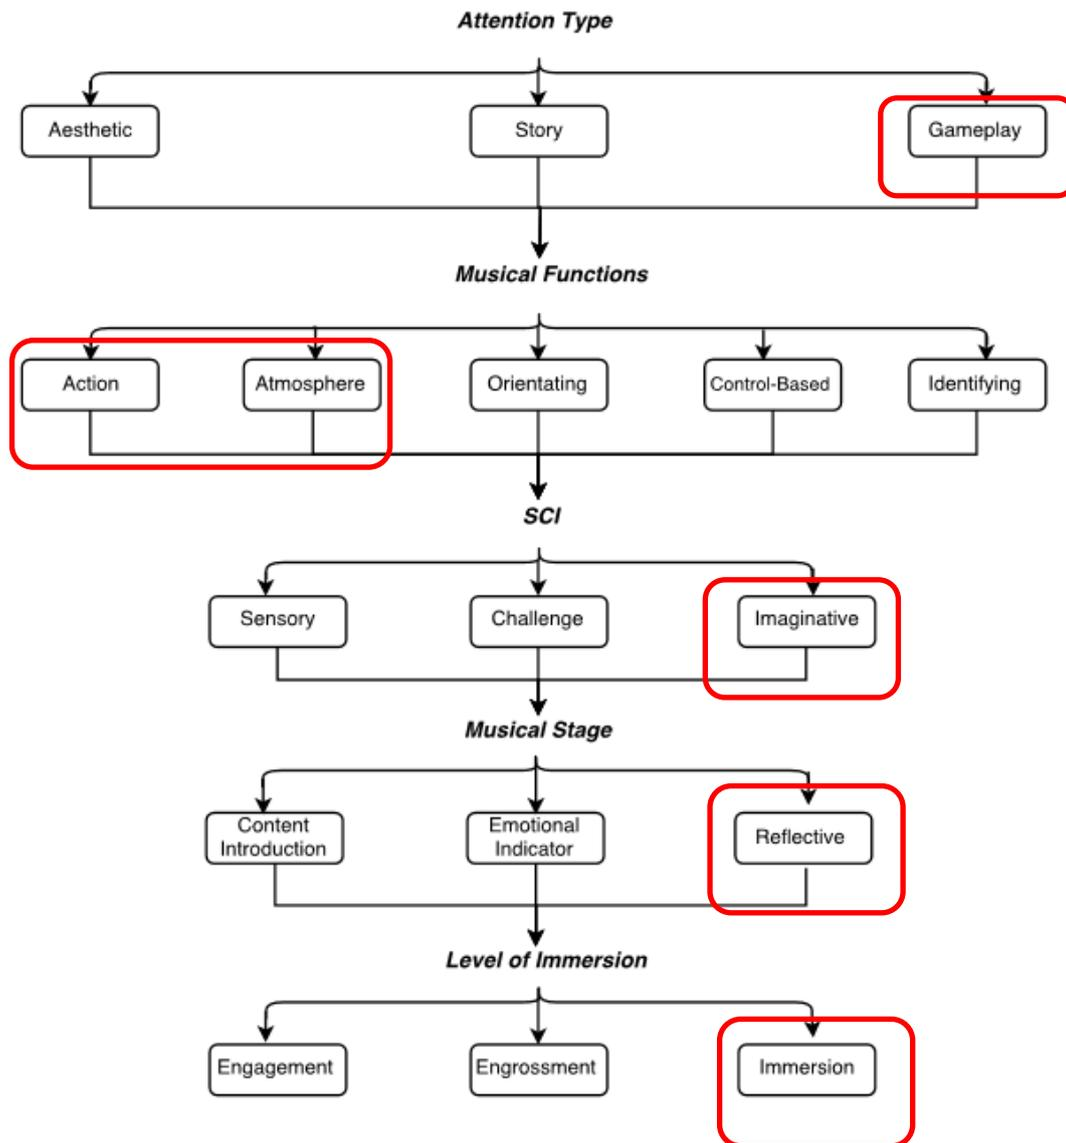 Attention Type
Aesthetic
Story
Gameplay
Musical Functions
Action
Atmosphere
Orientating
Control-Based
Identifying
SCI
Sensory
Challenge
Imaginative
Musical Stage
Content
Introduction
Emotional
Indicator
Reflective
Level of Immersion
Engagement
Engrossment
Immersion